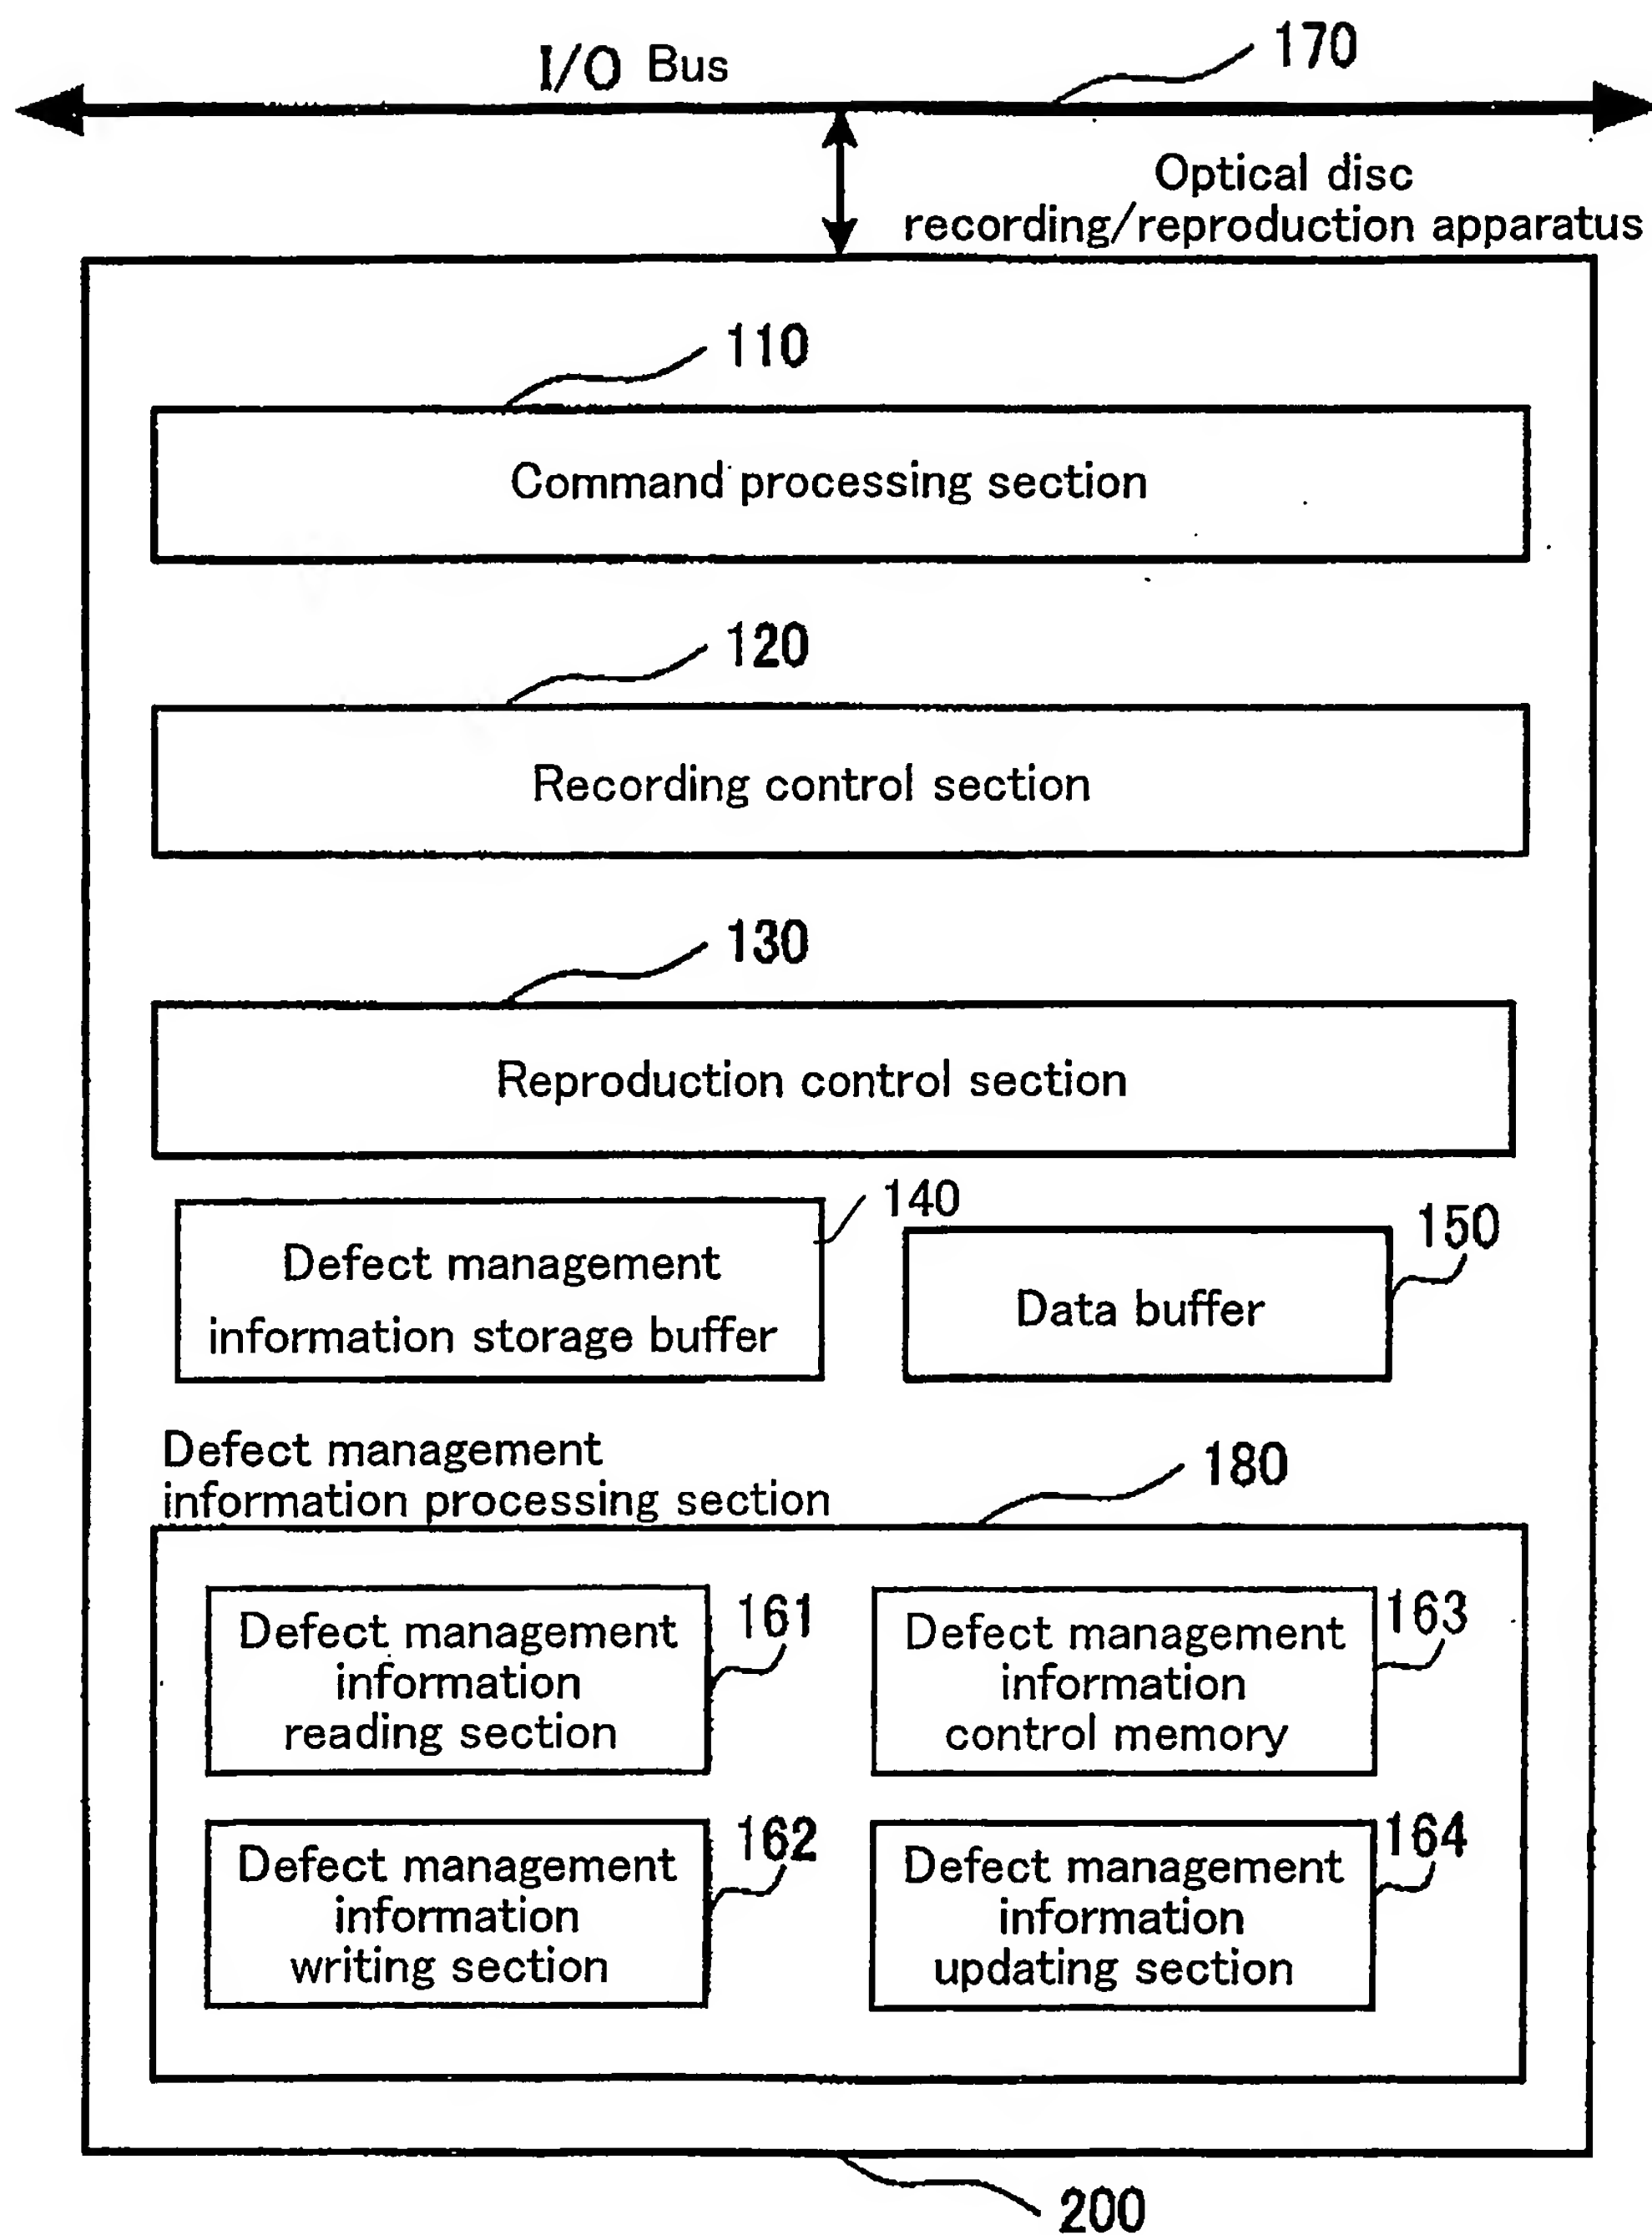 I/O Bus
170
Optical disc
recording/reproduction apparatus
110
Command processing section
120
Recording control section
130
Reproduction control section
140
150
Defect management
information storage buffer
Data buffer
Defect management
information processing section
180
Defect management
information
reading section
161
Defect management
information
control memory
163
Defect management
information
writing section
162
Defect management
information
updating section
164
200